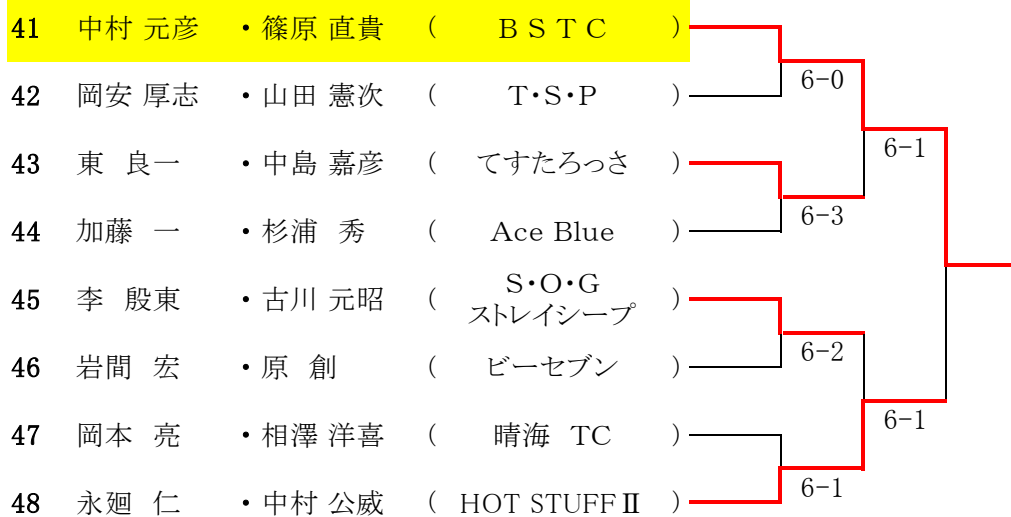 41 中村 元彦 ・篠原 直貴 ( B S T C )
6-0
42 岡安 厚志 ・山田 憲次 ( T・S・P )
6-1
43 東 良一 ・中島 嘉彦 ( てすたろっさ )
6-3
44 加藤 一 ・杉浦 秀 ( Ace Blue )
45 李 殷東 ・古川 元昭 ( S・O・G
ストレイシープ )
6-2
46 岩間 宏 ・原 創 ( ビーセブン )
6-1
47 岡本 亮 ・相澤 洋喜 ( 晴海 TC )
6-1
48 永廻 仁 ・中村 公威 ( HOT STUFFⅡ )